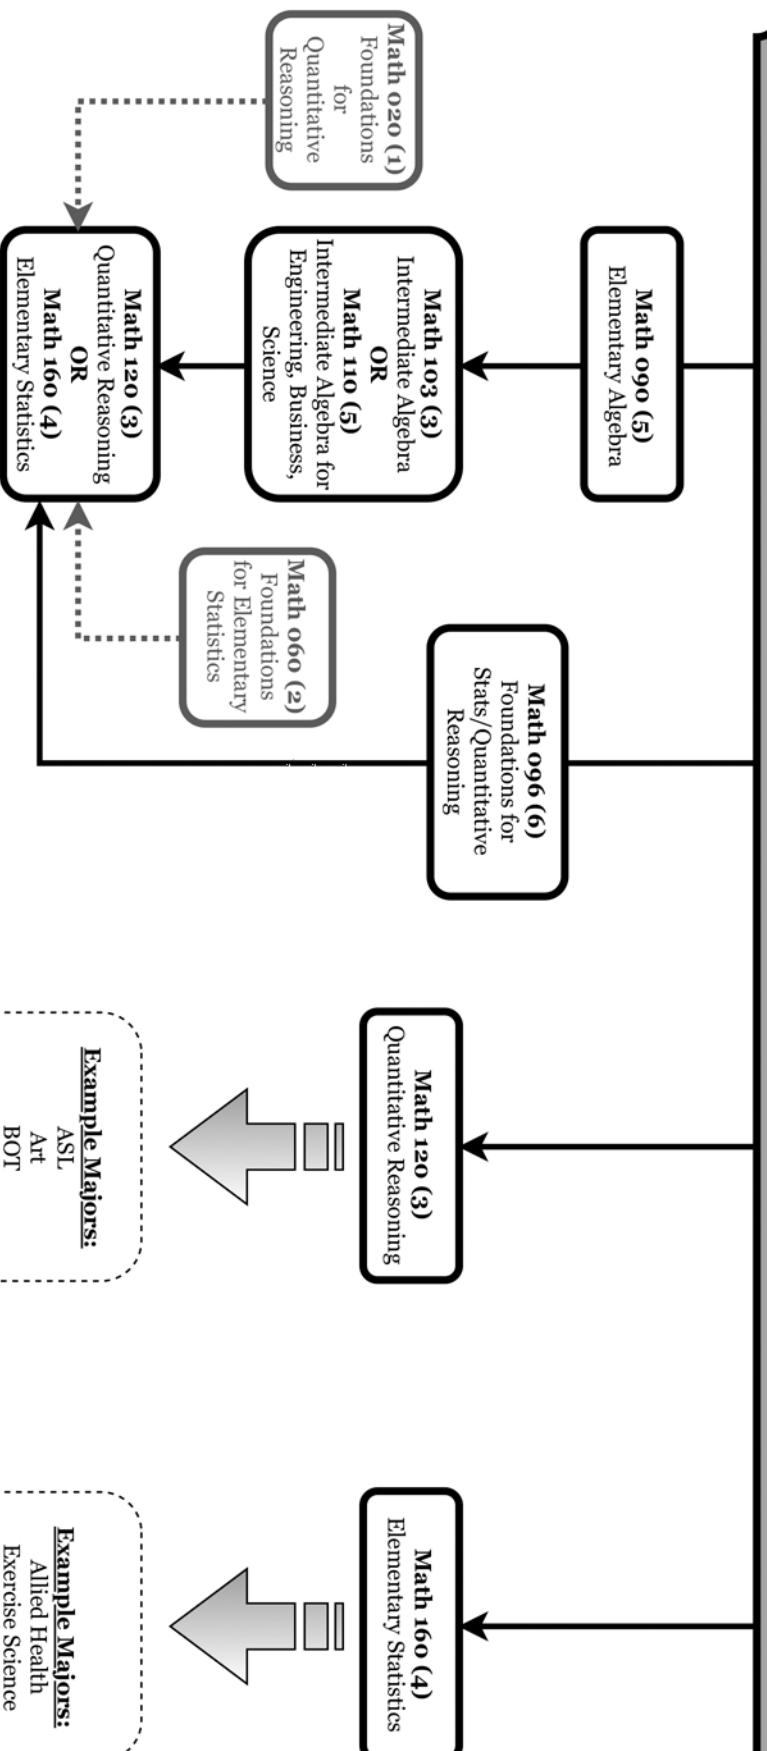 Math 020 (1)
Foundations
for
Quantitative
Reasoning
Math 090 (5)
Elementary Algebra
Math 103 (3)
Intermediate Algebra
OR
Math 110 (5)
Intermediate Algebra for
Engineering, Business,
Science
Math 120 (3)
Quantitative Reasoning
OR
Math 160 (4)
Elementary Statistics
Math 060 (2)
Foundations
for Elementary
Statistics
Math 096 (6)
Foundations for
Stats/Quantitative
Reasoning
Math 120 (3)
Quantitative Reasoning
Example Majors:
ASL
Art
BOT
Math 160 (4)
Elementary Statistics
Example Majors:
Allied Health
Exercise Science